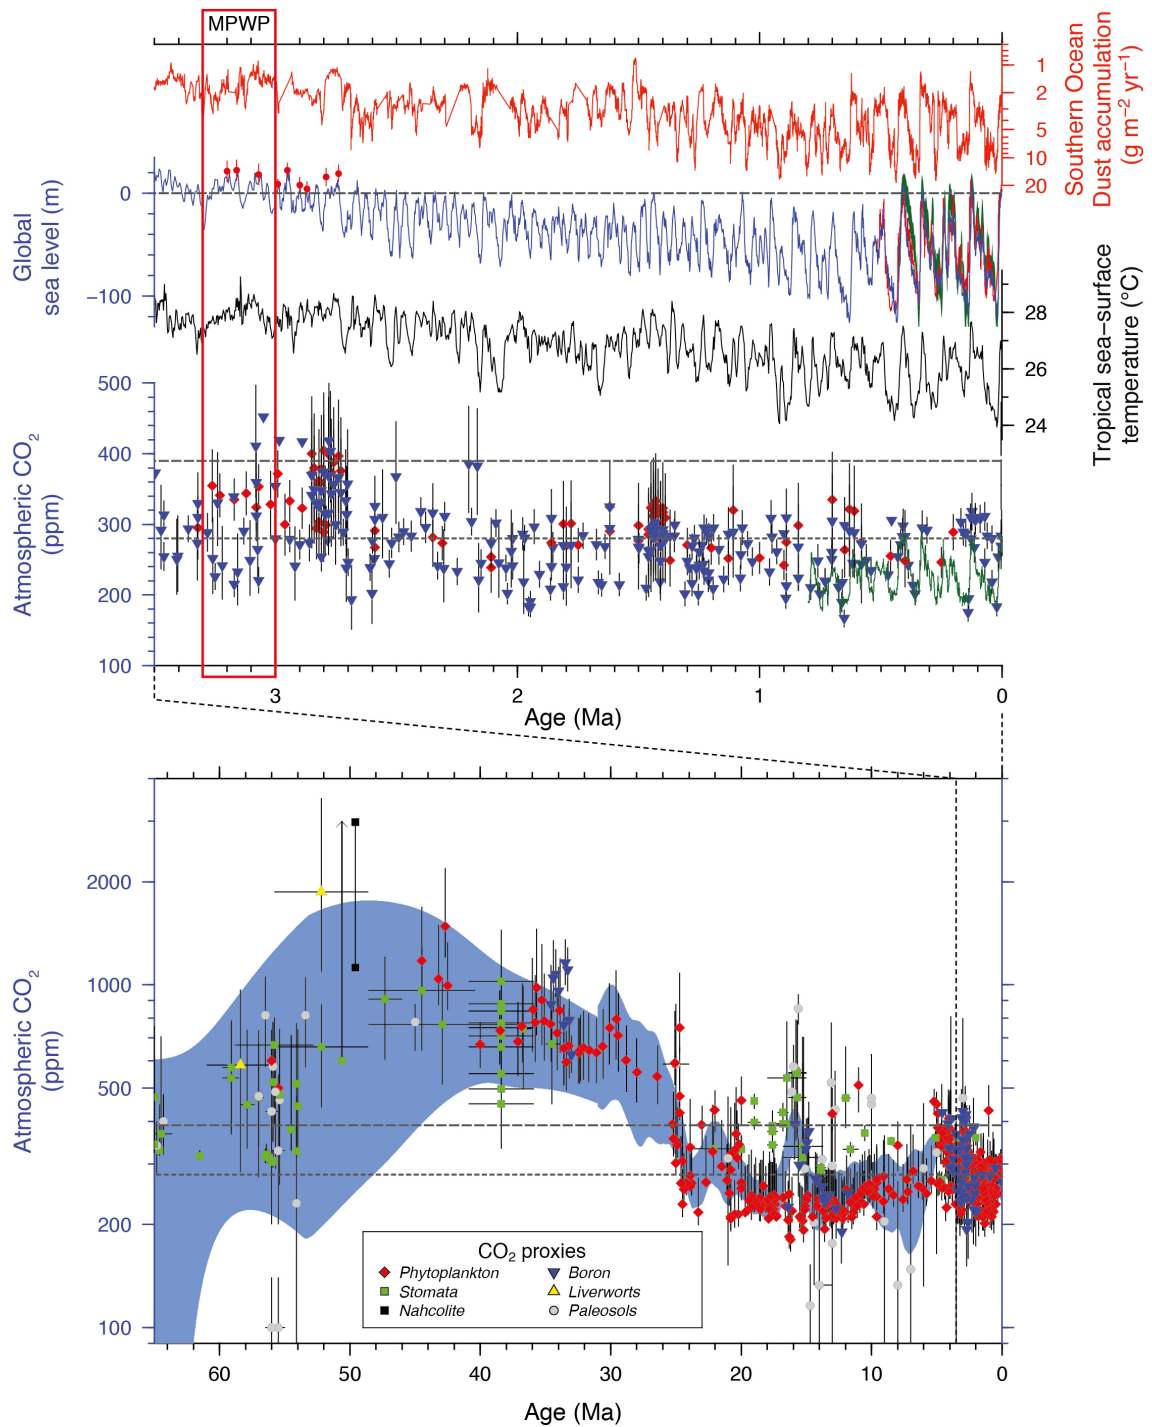 MPWP
Southern Ocean
Dust accumulation
(g m⁻² yr⁻¹)
1
2
5
10
20
Global
sea level (m)
0
−100
Tropical sea–surface
temperature (°C)
28
26
24
Atmospheric CO₂
(ppm)
500
400
300
200
100
3
2
1
0
Age (Ma)
Atmospheric CO₂
(ppm)
2000
1000
500
200
100
CO₂ proxies
Phytoplankton
Boron
Stomata
Liverworts
Nahcolite
Paleosols
60
50
40
30
20
10
0
Age (Ma)